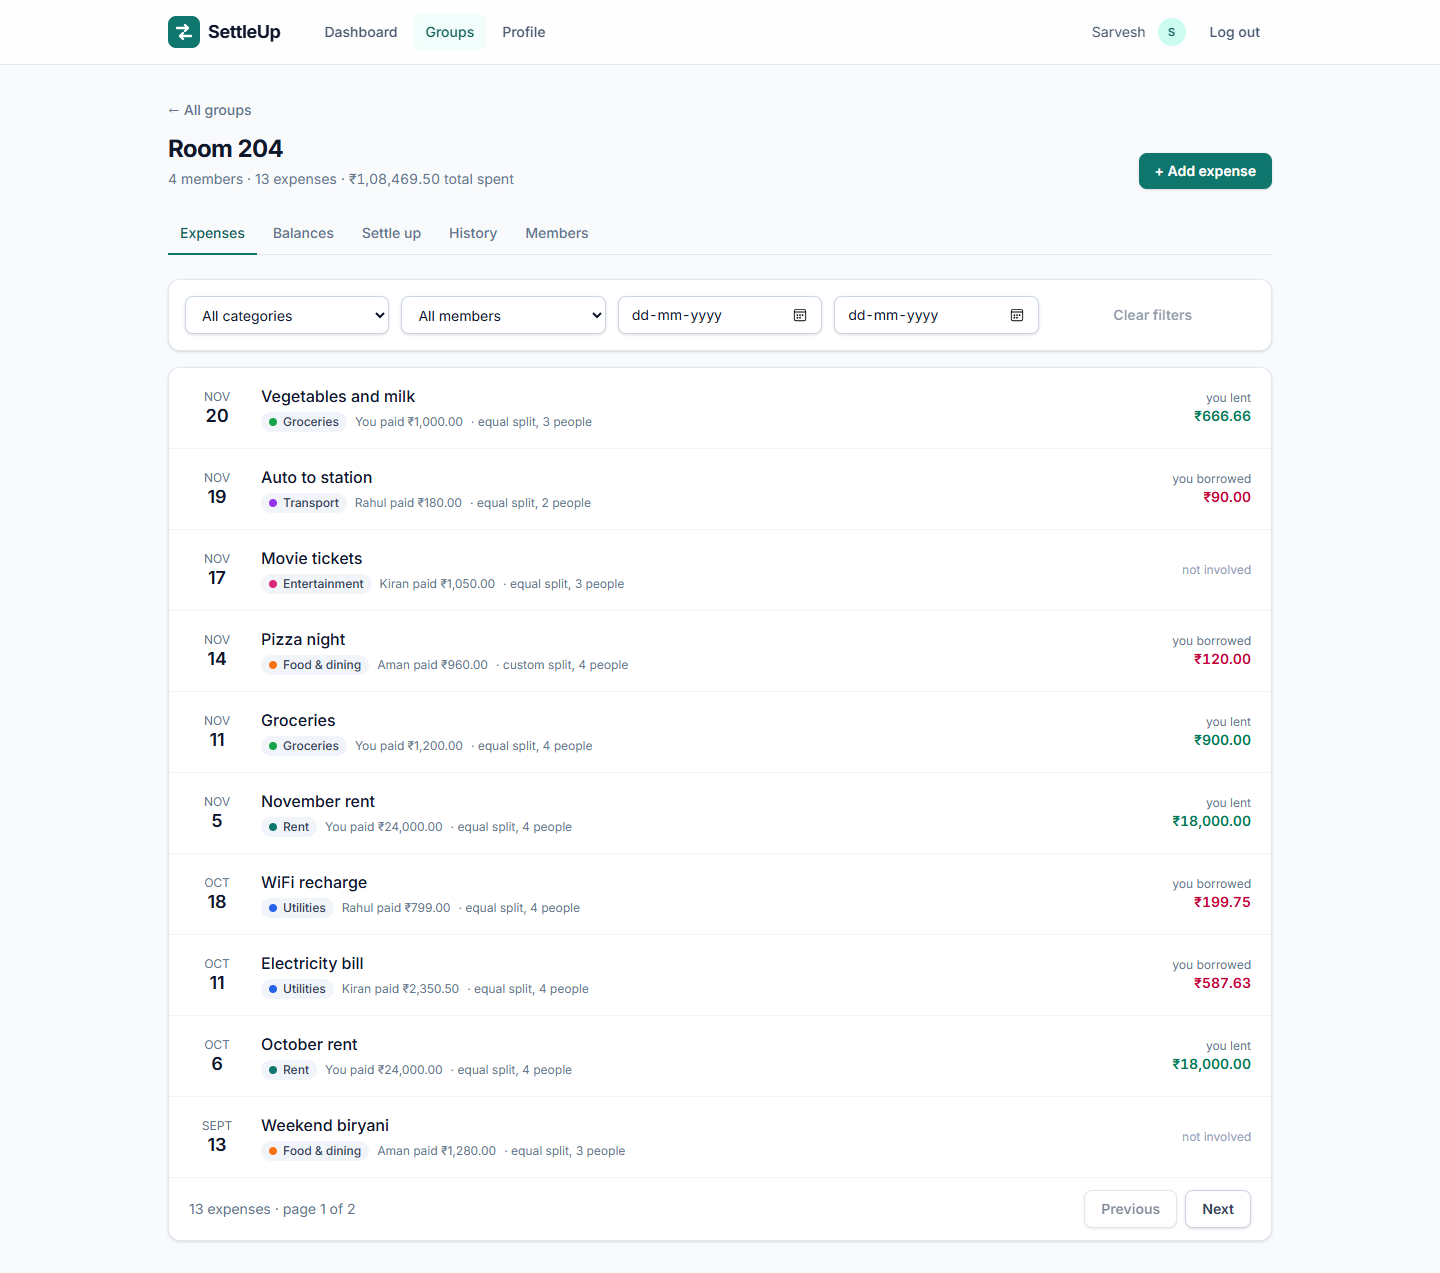 SettleUp Dashboard Groups Profile Sarvesh S Log out
← All groups
Room 204
4 members · 13 expenses · ₹1,08,469.50 total spent
+ Add expense
Expenses Balances Settle up History Members
All categories All members dd-mm-yyyy dd-mm-yyyy Clear filters
NOV 20
Vegetables and milk
Groceries You paid ₹1,000.00 · equal split, 3 people
you lent
₹666.66
NOV 19
Auto to station
Transport Rahul paid ₹180.00 · equal split, 2 people
you borrowed
₹90.00
NOV 17
Movie tickets
Entertainment Kiran paid ₹1,050.00 · equal split, 3 people
not involved
NOV 14
Pizza night
Food & dining Aman paid ₹960.00 · custom split, 4 people
you borrowed
₹120.00
NOV 11
Groceries
Groceries You paid ₹1,200.00 · equal split, 4 people
you lent
₹900.00
NOV 5
November rent
Rent You paid ₹24,000.00 · equal split, 4 people
you lent
₹18,000.00
OCT 18
WiFi recharge
Utilities Rahul paid ₹799.00 · equal split, 4 people
you borrowed
₹199.75
OCT 11
Electricity bill
Utilities Kiran paid ₹2,350.50 · equal split, 4 people
you borrowed
₹587.63
OCT 6
October rent
Rent You paid ₹24,000.00 · equal split, 4 people
you lent
₹18,000.00
SEPT 13
Weekend biryani
Food & dining Aman paid ₹1,280.00 · equal split, 3 people
not involved
13 expenses · page 1 of 2 Previous Next